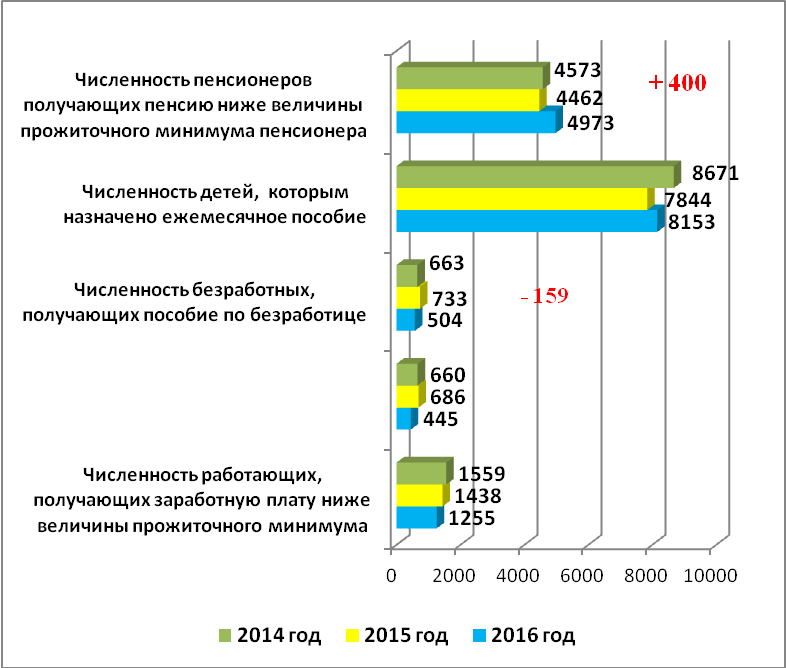 Численность пенсионеров
получающих пенсию ниже величины
прожиточного минимума пенсионера
4573
4462
4973
+ 400
Численность детей, которым
назначено ежемесячное пособие
8671
7844
8153
Численность безработных,
получающих пособие по безработице
663
733
504
- 159
660
686
445
Численность работающих,
получающих заработную плату ниже
величины прожиточного минимума
1559
1438
1255
0 2000 4000 6000 8000 10000
2014 год 2015 год 2016 год